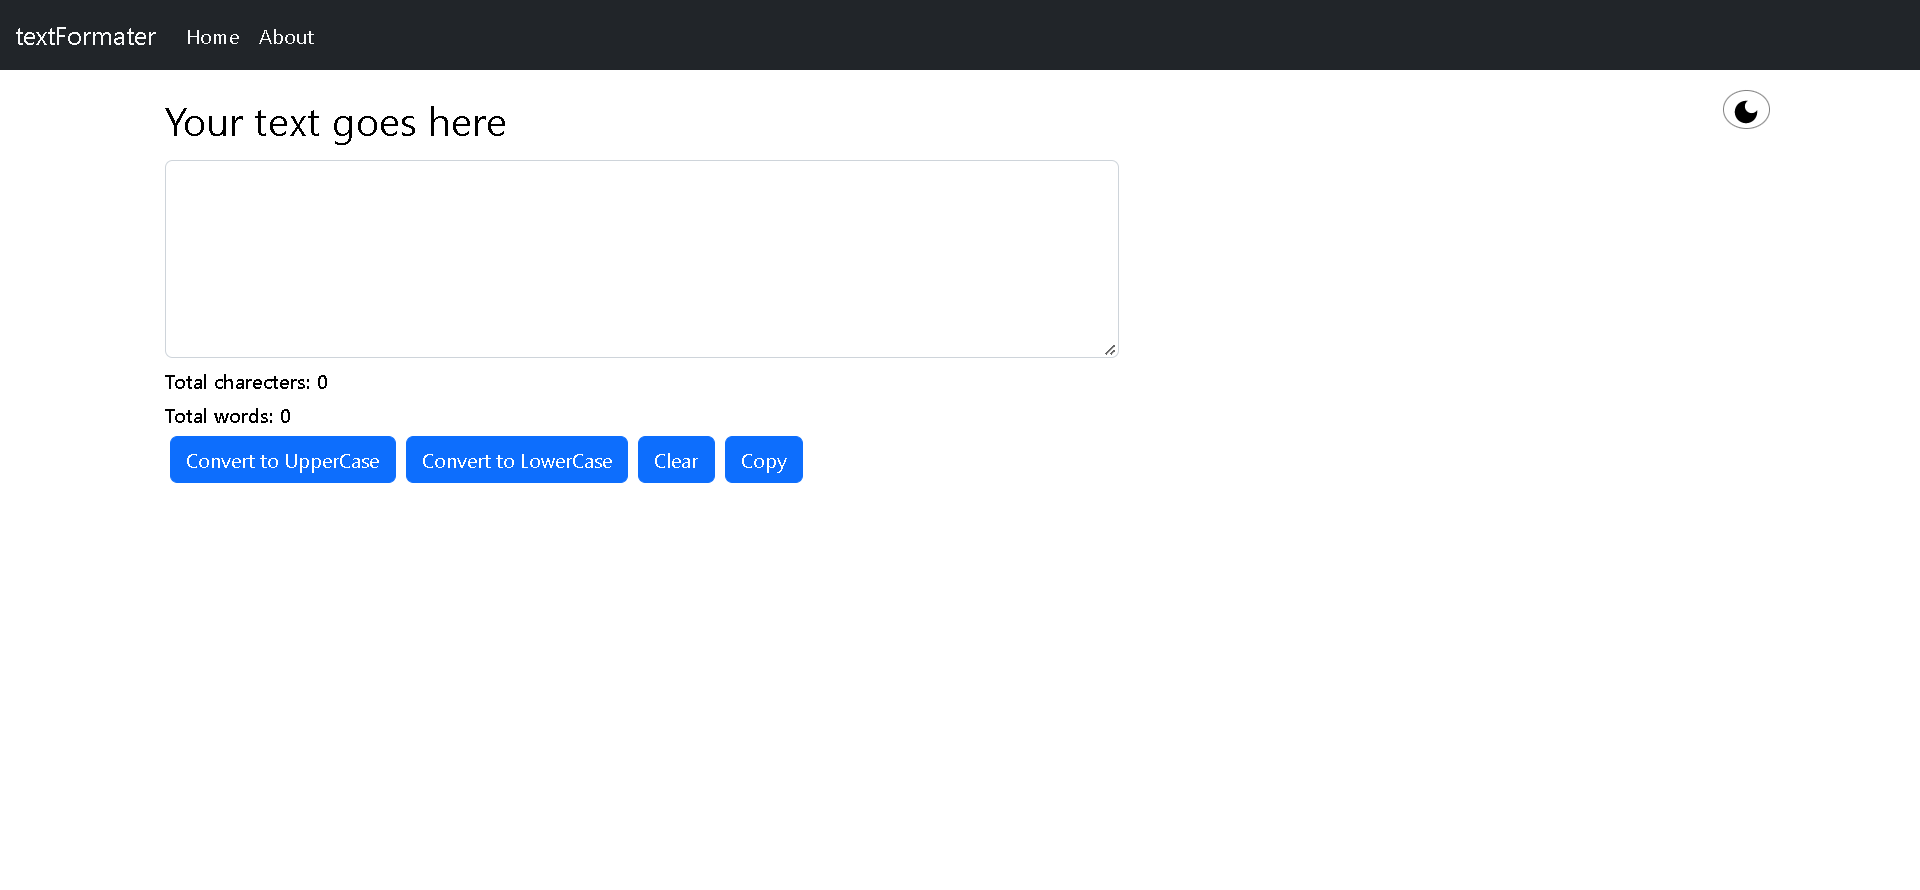 textFormater Home About
Your text goes here
Total charecters: 0
Total words: 0
Convert to UpperCase Convert to LowerCase Clear Copy